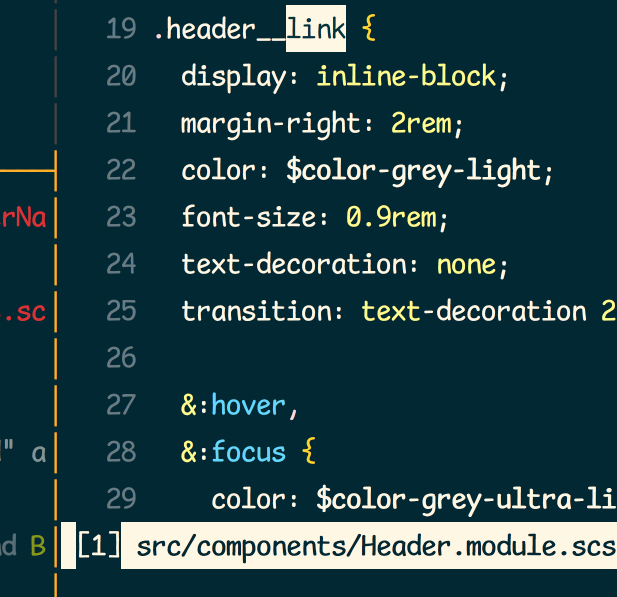 19 .header__link {
20 display: inline-block;
21 margin-right: 2rem;
22 color: $color-grey-light;
rNa 23 font-size: 0.9rem;
24 text-decoration: none;
.sc 25 transition: text-decoration 2
26
27 &:hover,
" a 28 &:focus {
29 color: $color-grey-ultra-li
d B [1] src/components/Header.module.scs